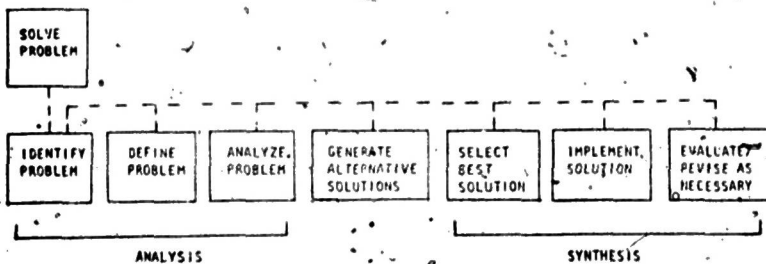 SOLVE
PROBLEM
IDENTIFY
PROBLEM
DEFINE
PROBLEM
ANALYZE
PROBLEM
GENERATE
ALTERNATIVE
SOLUTIONS
SELECT
BEST
SOLUTION
IMPLEMENT
SOLUTION
EVALUATE/
REVISE AS
NECESSARY
ANALYSIS
SYNTHESIS